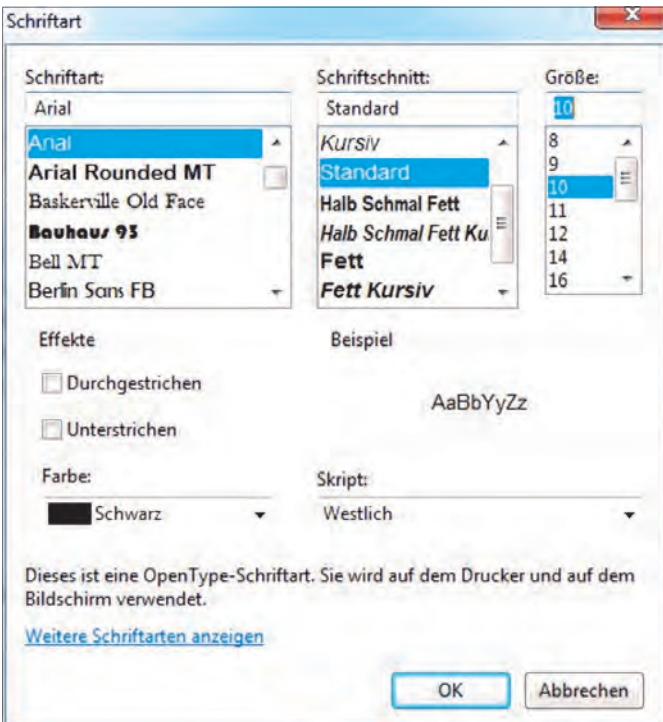 Schriftart
Schriftart:
Schriftschnitt:
Größe:
Arial
Standard
10
Arial
Arial Rounded MT
Baskerville Old Face
Bauhaus 93
Bell MT
Berlin Sans FB
Kursiv
Standard
Halb Schmal Fett
Halb Schmal Fett Ku
Fett
Fett Kursiv
8
9
10
11
12
14
16
Effekte
Durchgestrichen
Unterstrichen
Beispiel
AaBbYyZz
Farbe:
Schwarz
Skript:
Westlich
Dieses ist eine OpenType-Schriftart. Sie wird auf dem Drucker und auf dem
Bildschirm verwendet.
Weitere Schriftarten anzeigen
OK
Abbrechen